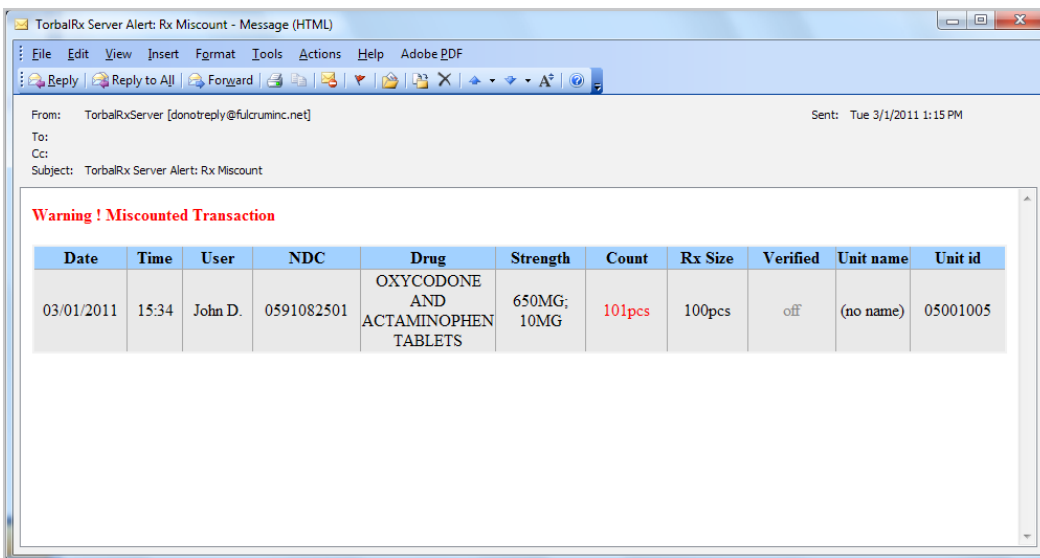 TorbalRx Server Alert: Rx Miscount - Message (HTML)
File Edit View Insert Format Tools Actions Help Adobe PDF
Reply Reply to All Forward
From: TorbalRxServer [donotreply@fulcruminc.net] Sent: Tue 3/1/2011 1:15 PM
To:
Cc:
Subject: TorbalRx Server Alert: Rx Miscount
Warning ! Miscounted Transaction
Date Time User NDC Drug Strength Count Rx Size Verified Unit name Unit id
03/01/2011 15:34 John D. 0591082501 OXYCODONE
AND
ACTAMINOPHEN
TABLETS 650MG;
10MG 101pcs 100pcs off (no name) 05001005